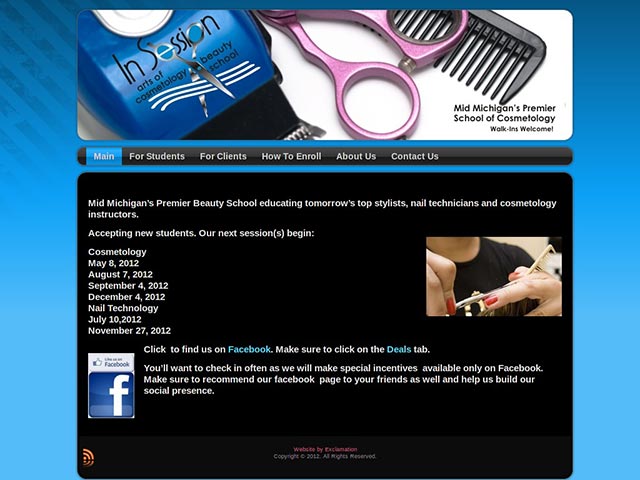 In Session
arts of
cosmetology beauty
school
Mid Michigan's Premier
School of Cosmetology
Walk-Ins Welcome!
Main For Students For Clients How To Enroll About Us Contact Us
Mid Michigan's Premier Beauty School educating tomorrow's top stylists, nail technicians and cosmetology
instructors.
Accepting new students. Our next session(s) begin:
Cosmetology
May 8, 2012
August 7, 2012
September 4, 2012
December 4, 2012
Nail Technology
July 10,2012
November 27, 2012
Like us on
Facebook
f
Click  to find us on Facebook. Make sure to click on the Deals tab.
You'll want to check in often as we will make special incentives  available only on Facebook.
Make sure to recommend our facebook  page to your friends as well and help us build our
social presence.
Website by Exclamation
Copyright © 2012. All Rights Reserved.